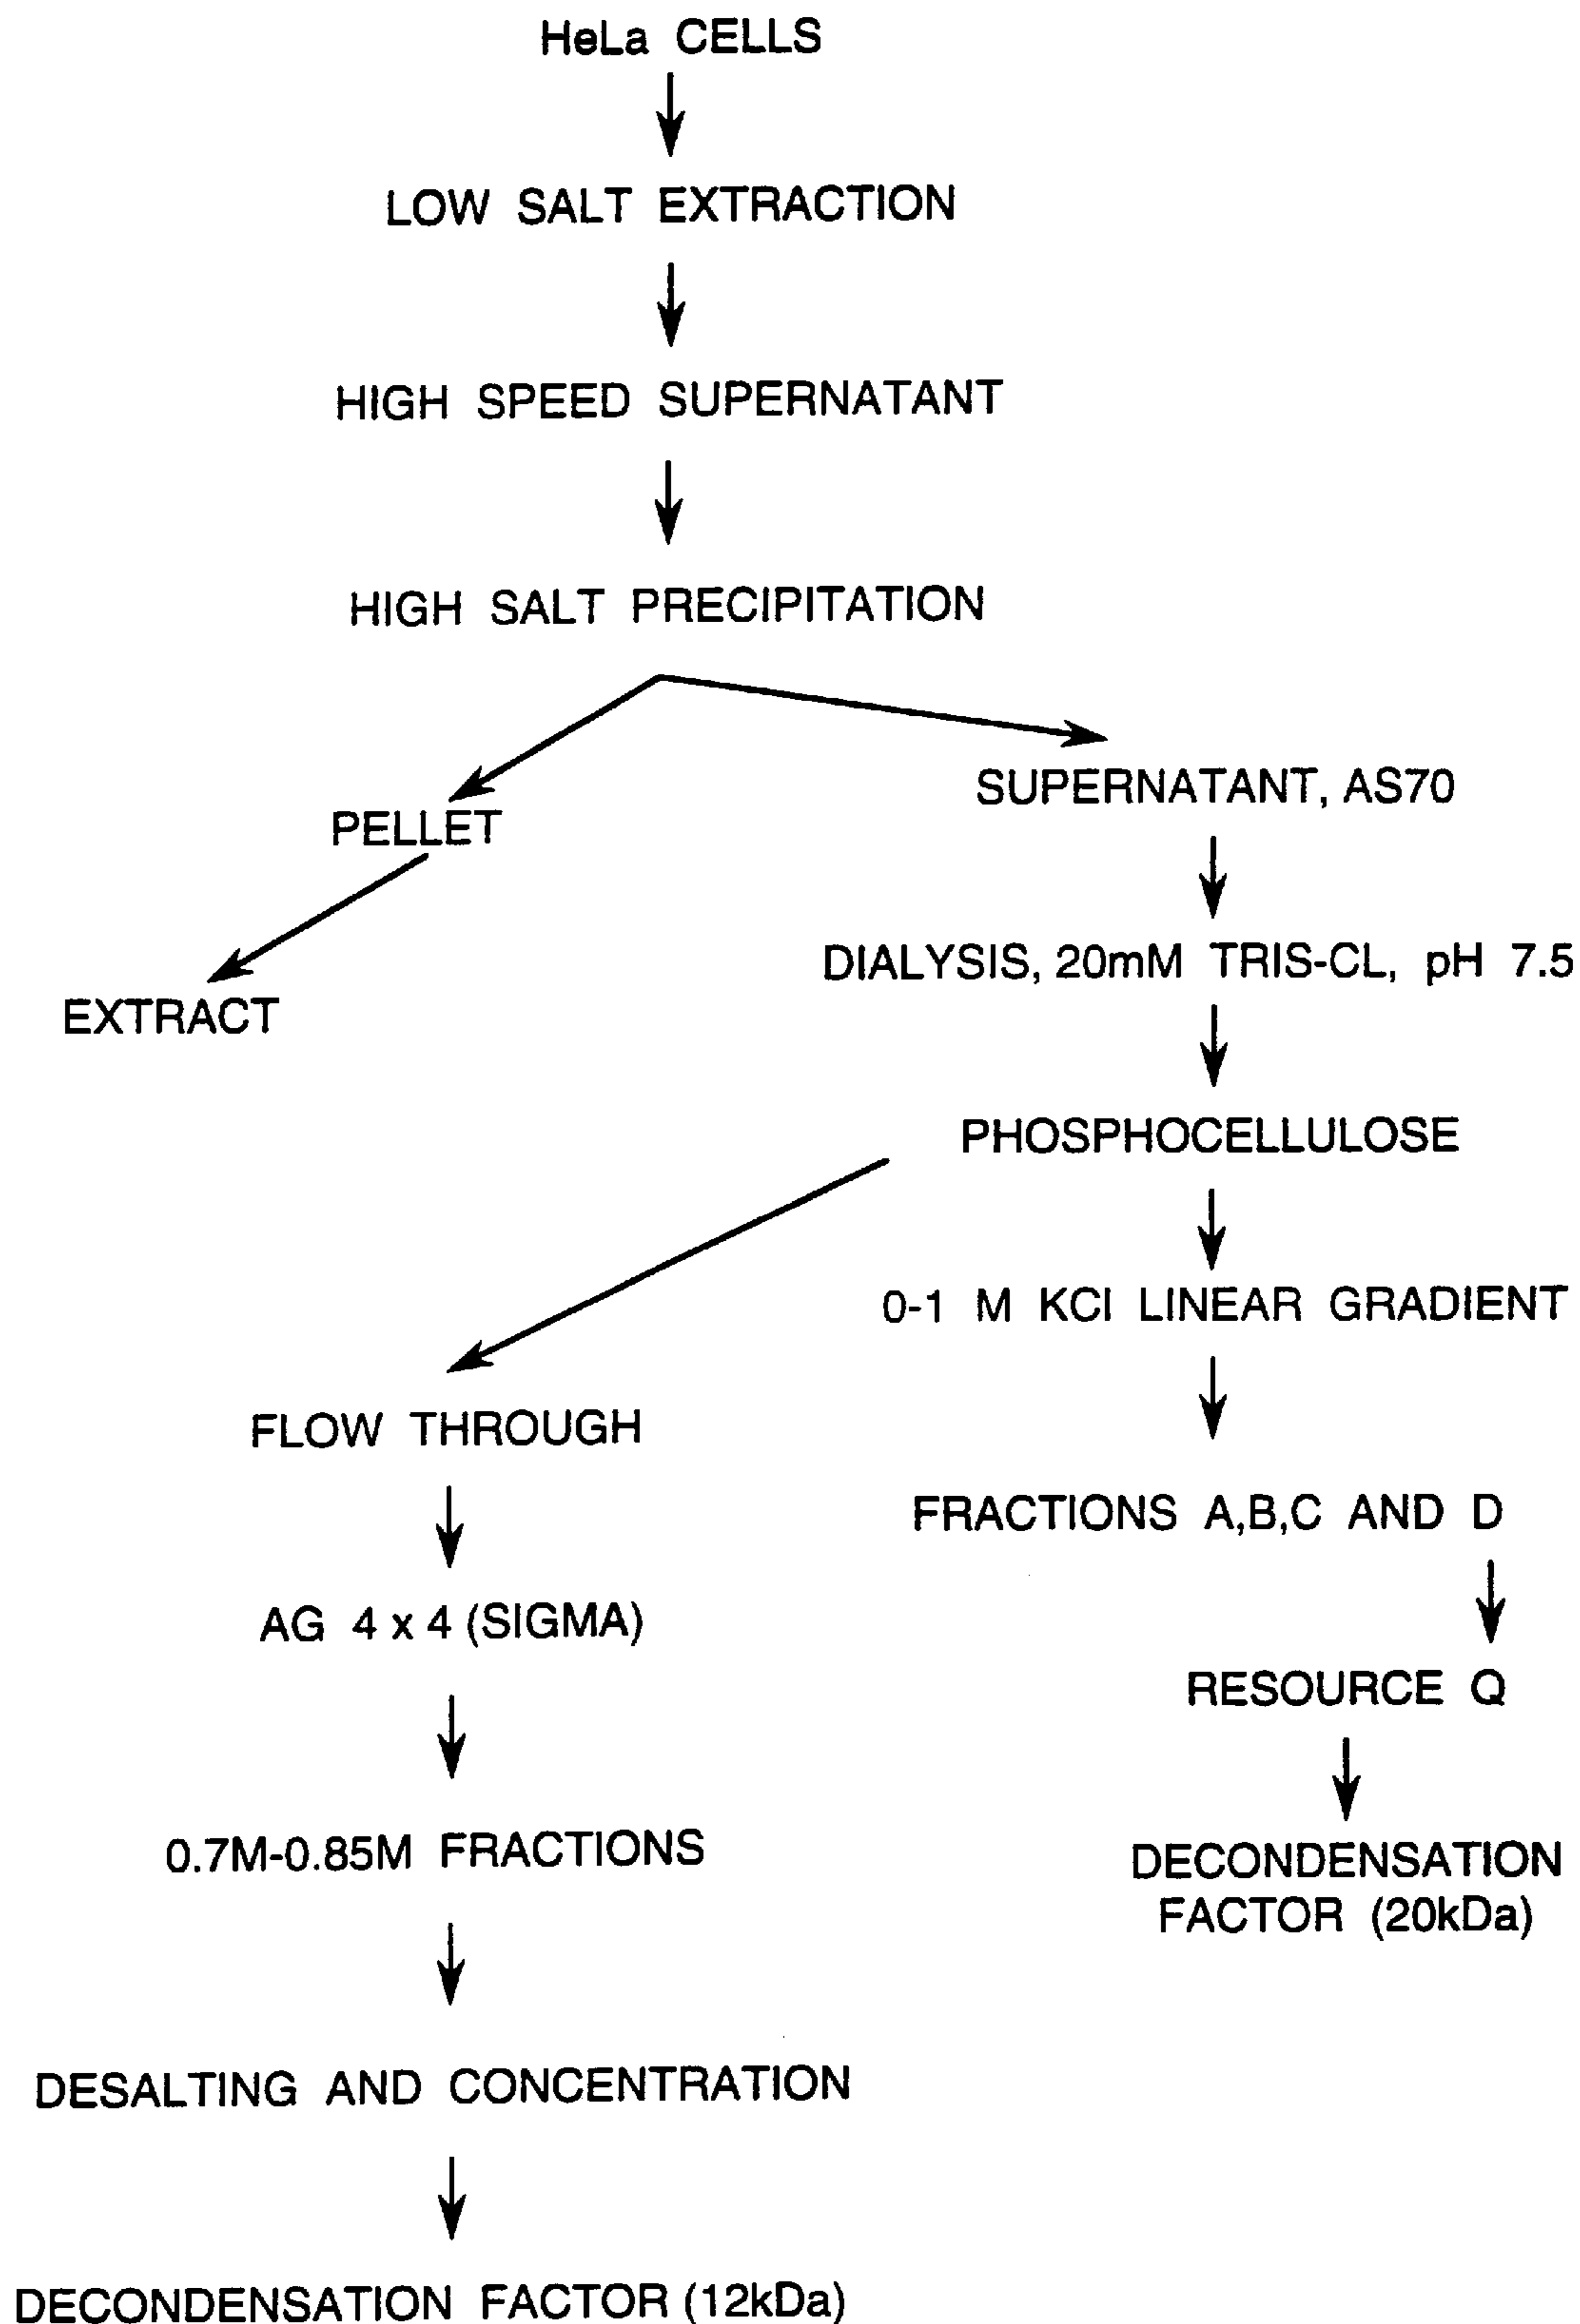 HeLa CELLS
LOW SALT EXTRACTION
HIGH SPEED SUPERNATANT
HIGH SALT PRECIPITATION
SUPERNATANT, AS70
PELLET
DIALYSIS, 20mM TRIS-CL, pH 7.5
EXTRACT
PHOSPHOCELLULOSE
0-1 M KCl LINEAR GRADIENT
FLOW THROUGH
FRACTIONS A,B,C AND D
AG 4 x 4 (SIGMA)
RESOURCE Q
0.7M-0.85M FRACTIONS
DECONDENSATION
FACTOR (20kDa)
DESALTING AND CONCENTRATION
DECONDENSATION FACTOR (12kDa)